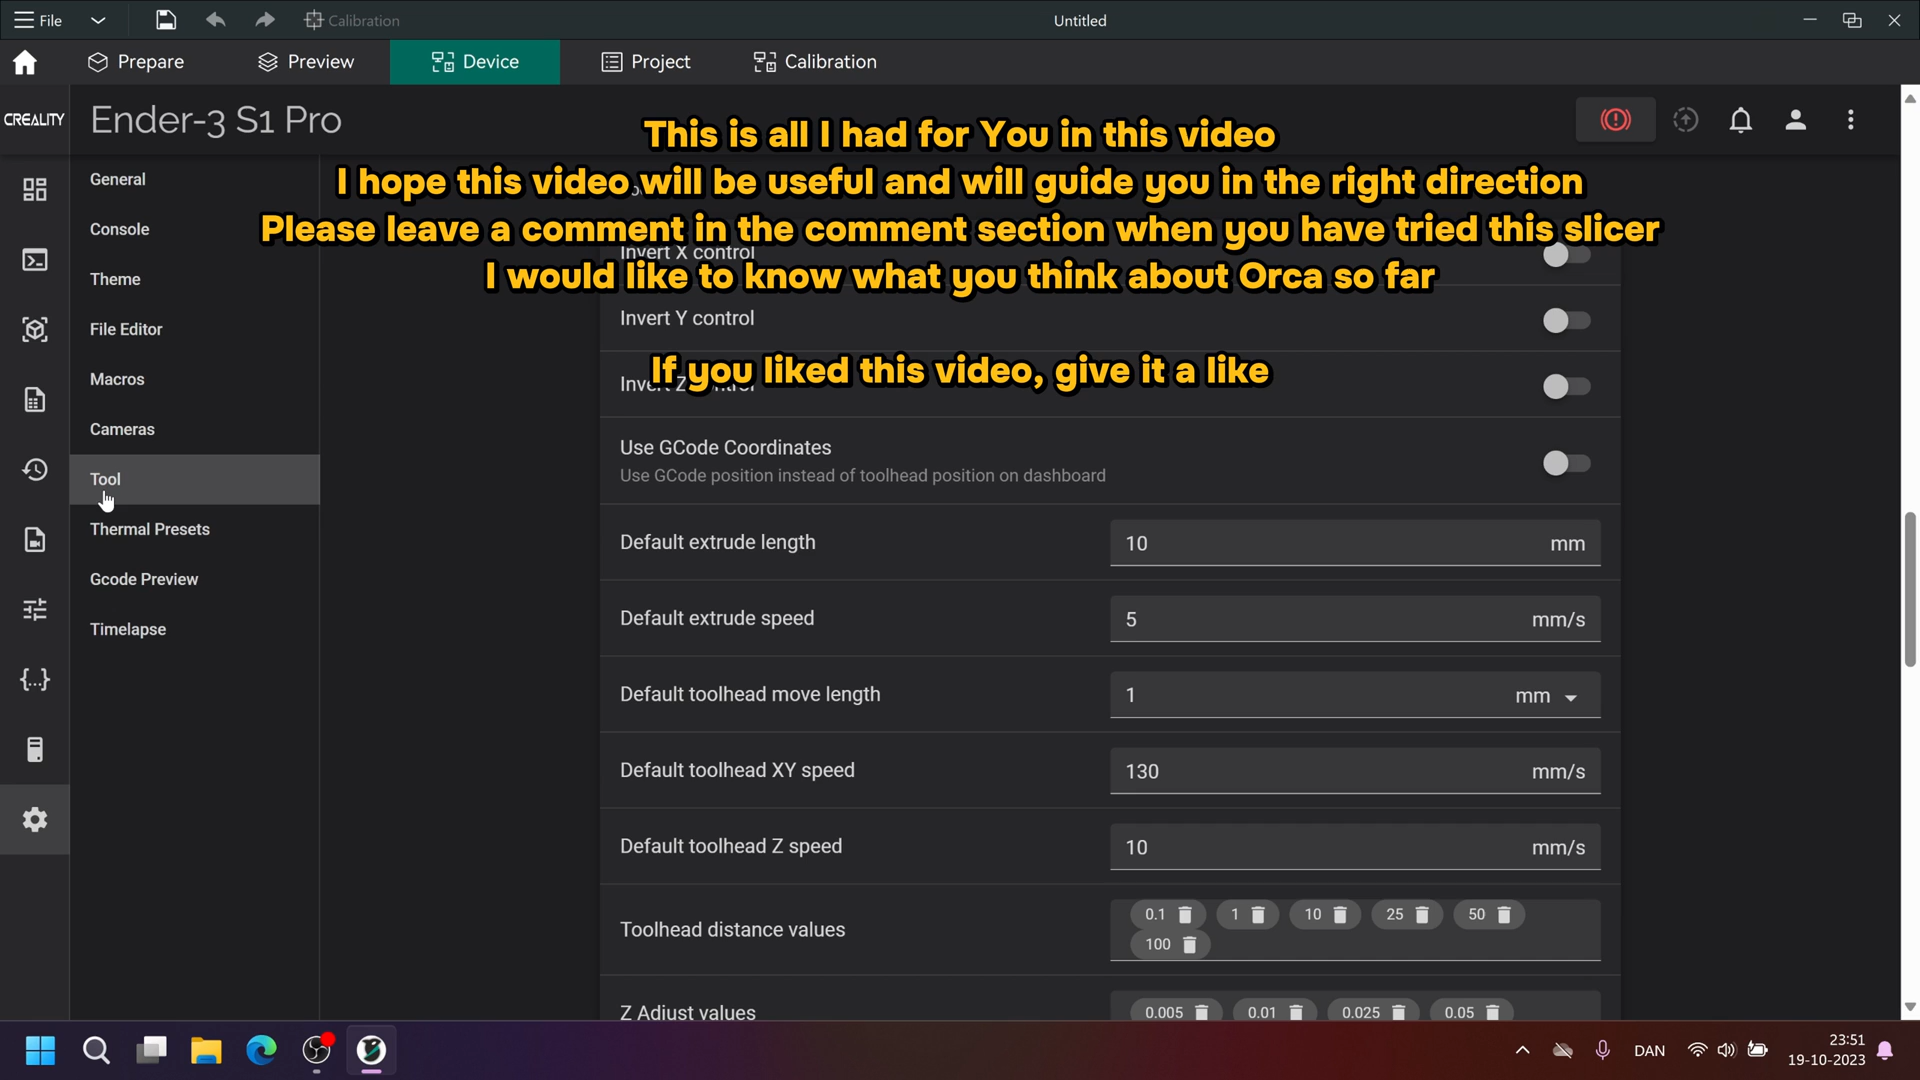 File
Calibration
Untitled
Prepare
Preview
Device
Project
Calibration
CREALITY
Ender-3 S1 Pro
This is all I had for You in this video
I hope this video will be useful and will guide you in the right direction
Please leave a comment in the comment section when you have tried this slicer
I would like to know what you think about Orca so far
If you liked this video, give it a like
General
Console
Theme
File Editor
Macros
Cameras
Tool
Thermal Presets
Gcode Preview
Timelapse
Invert X control
Invert Y control
Invert Z control
Use GCode Coordinates
Use GCode position instead of toolhead position on dashboard
Default extrude length
10 mm
Default extrude speed
5 mm/s
Default toolhead move length
1 mm
Default toolhead XY speed
130 mm/s
Default toolhead Z speed
10 mm/s
Toolhead distance values
0.1 1 10 25 50
100
Z Adjust values
0.005 0.01 0.025 0.05
DAN
23:51
19-10-2023